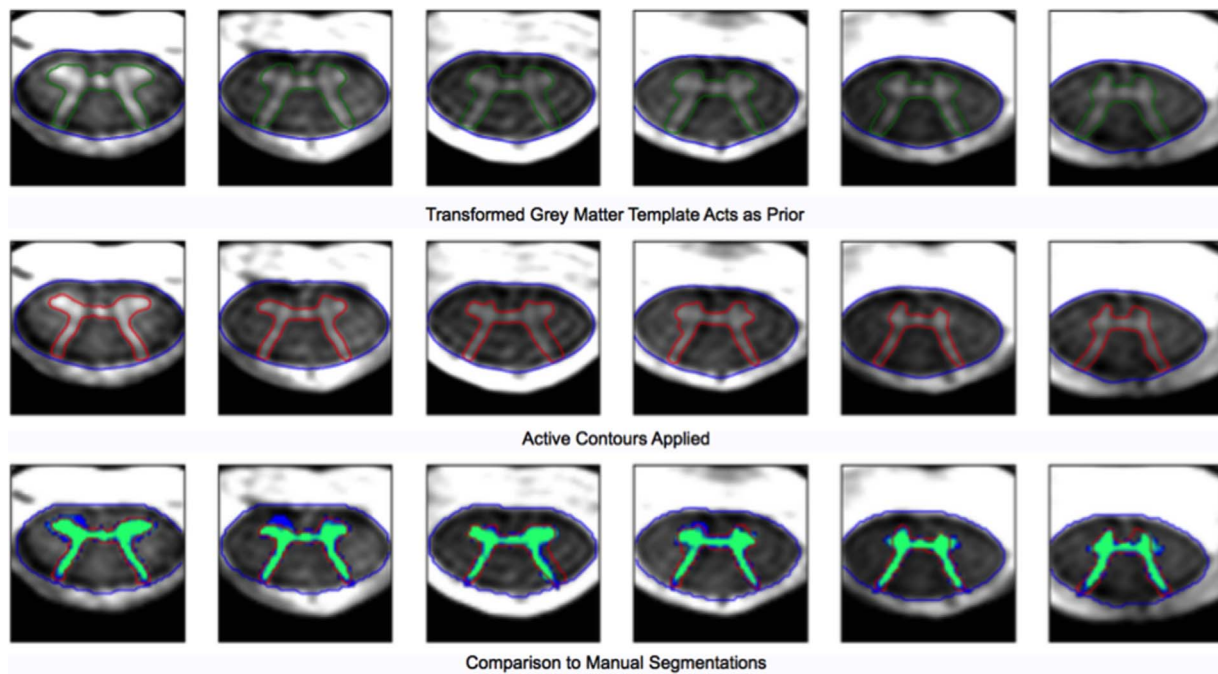 Transformed Grey Matter Template Acts as Prior
Active Contours Applied
Comparison to Manual Segmentations